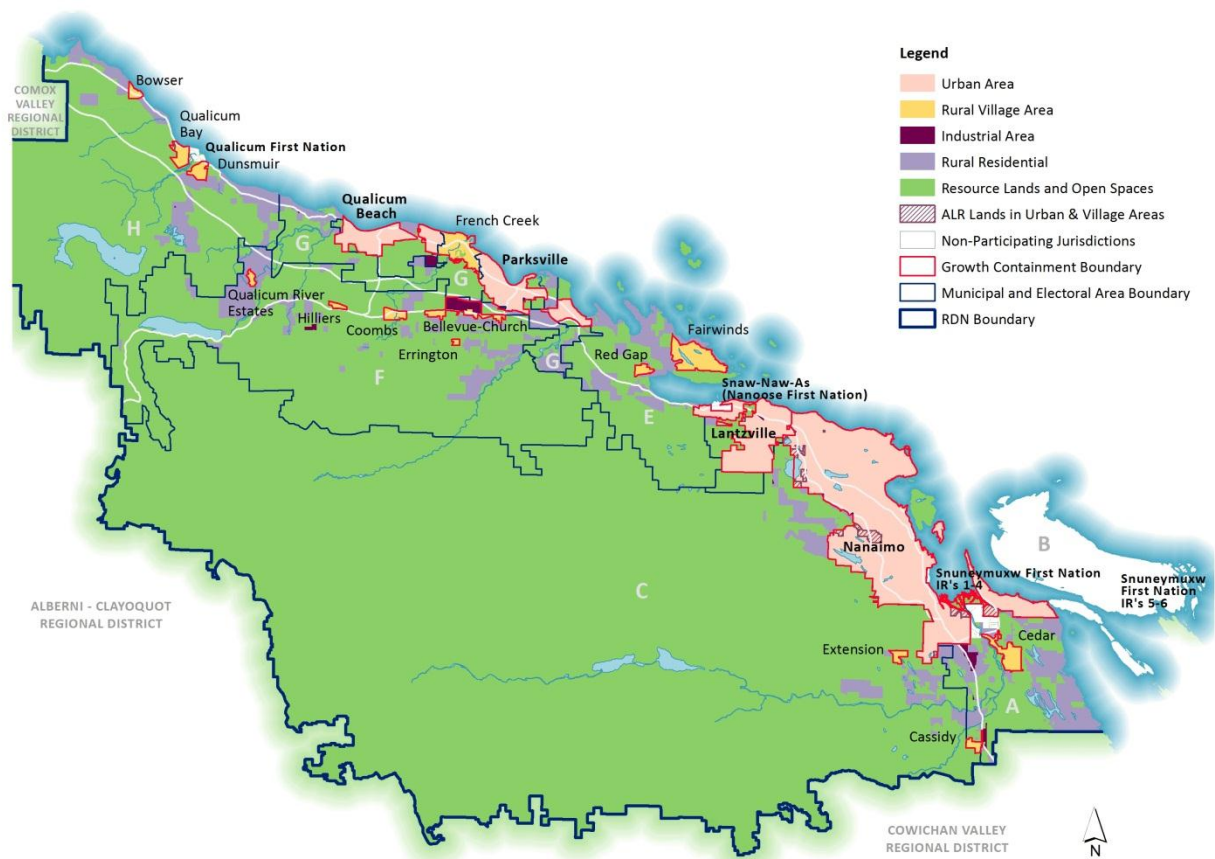 Legend
Urban Area
Rural Village Area
Industrial Area
Rural Residential
Resource Lands and Open Spaces
ALR Lands in Urban & Village Areas
Non-Participating Jurisdictions
Growth Containment Boundary
Municipal and Electoral Area Boundary
RDN Boundary
COMOX
VALLEY
REGIONAL
DISTRICT
Bowser
Qualicum
Bay
Qualicum First Nation
Dunsmuir
Qualicum
Beach
French Creek
Parksville
H
G
G
Qualicum River
Estates
Hilliers
Coombs
Bellevue-Church
Errington
F
G
Red Gap
Fairwinds
E
Snaw-Naw-As
(Nanoose First Nation)
Lantzville
Nanaimo
B
Snuneymuxw First Nation
IR's 1-4
Snuneymuxw
First Nation
IR's 5-6
C
ALBERNI - CLAYOQUOT
REGIONAL DISTRICT
Extension
Cedar
A
Cassidy
COWICHAN VALLEY
REGIONAL DISTRICT
N